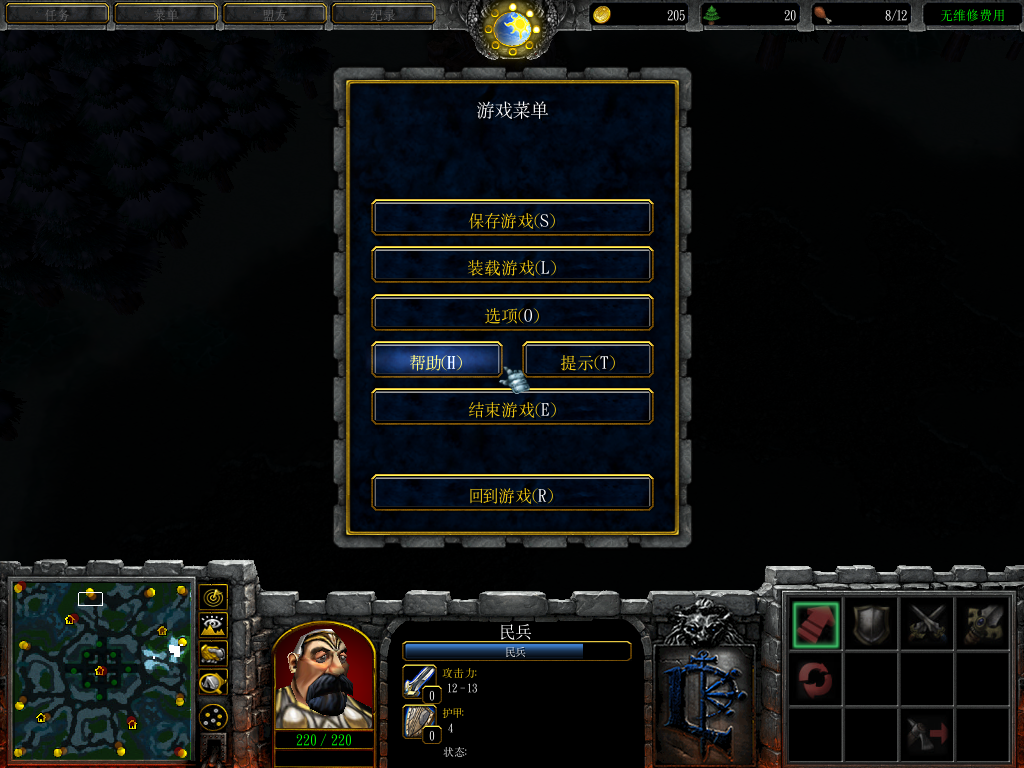 任务 菜单 盟友 纪录 205 20 8/12 无维修费用
游戏菜单
保存游戏(S)
装载游戏(L)
选项(O)
帮助(H) 提示(T)
结束游戏(E)
回到游戏(R)
民兵
民兵
攻击力:
12-13
0
护甲:
4
0
状态:
220 / 220